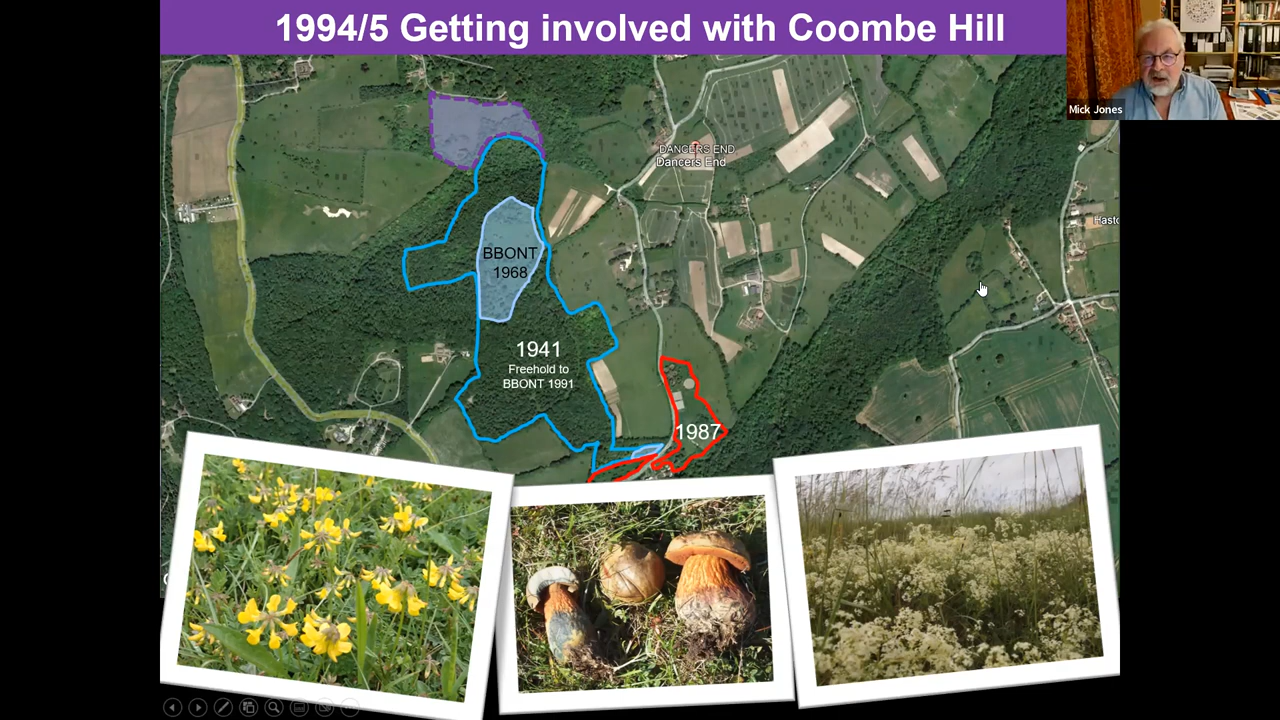 1994/5 Getting involved with Coombe Hill
Mick Jones
DANCERS END
Dancers End
BBONT
1968
1941
Freehold to
BBONT 1991
1987